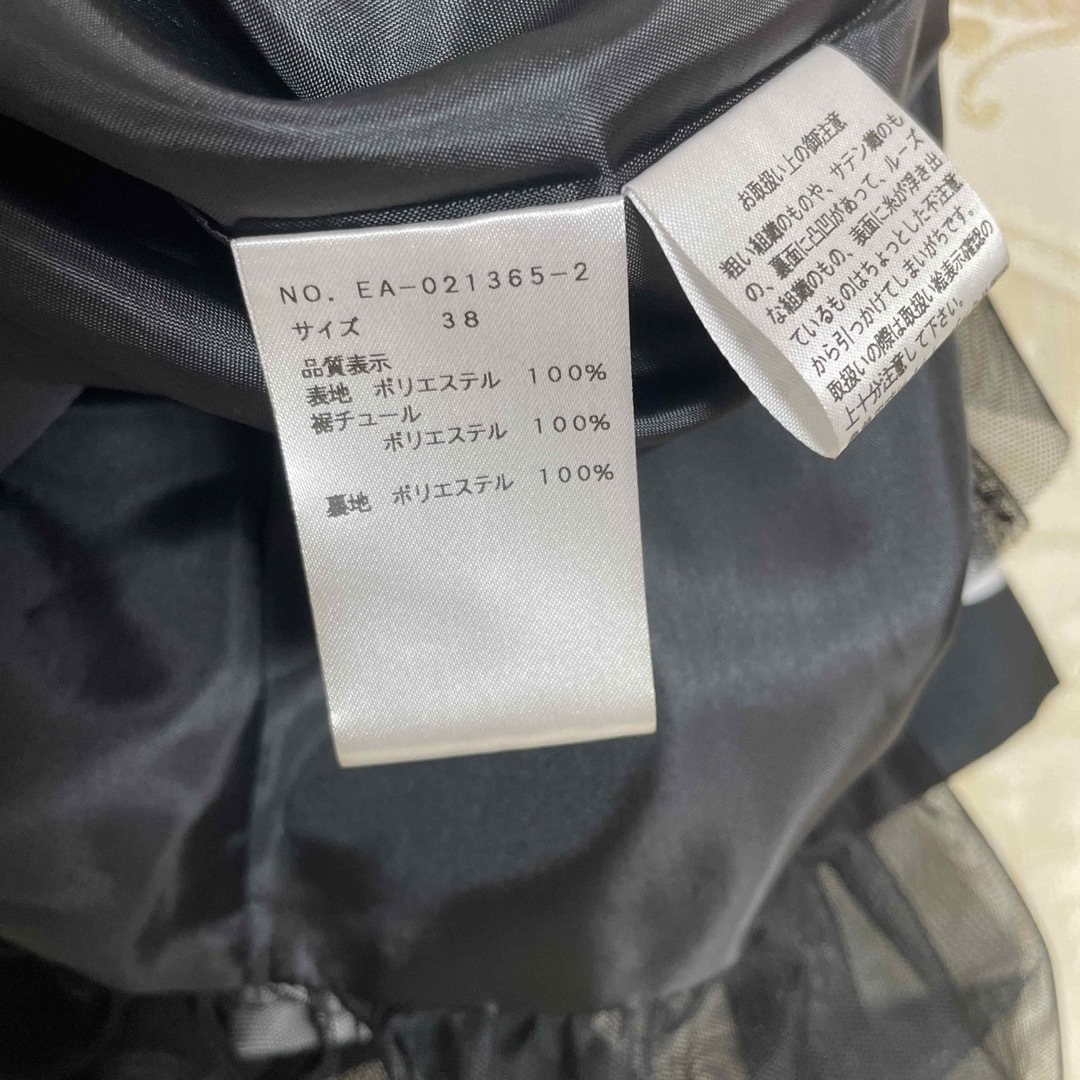 NO. EA-021365-2
サイズ 38
品質表示
表地 ポリエステル 100%
裾チュール
ポリエステル 100%
裏地 ポリエステル 100%
お取扱い上の御注意
粗い組織のものや、サテン織のも
の、裏面に凸凹があって、ルーズ
な組織のもの、表面に糸が浮き出
ているものはちょっとした不注意
から引っかけてしまいがちです。
取扱いの際は取扱い絵表示確認の
上十分注意して下さい。